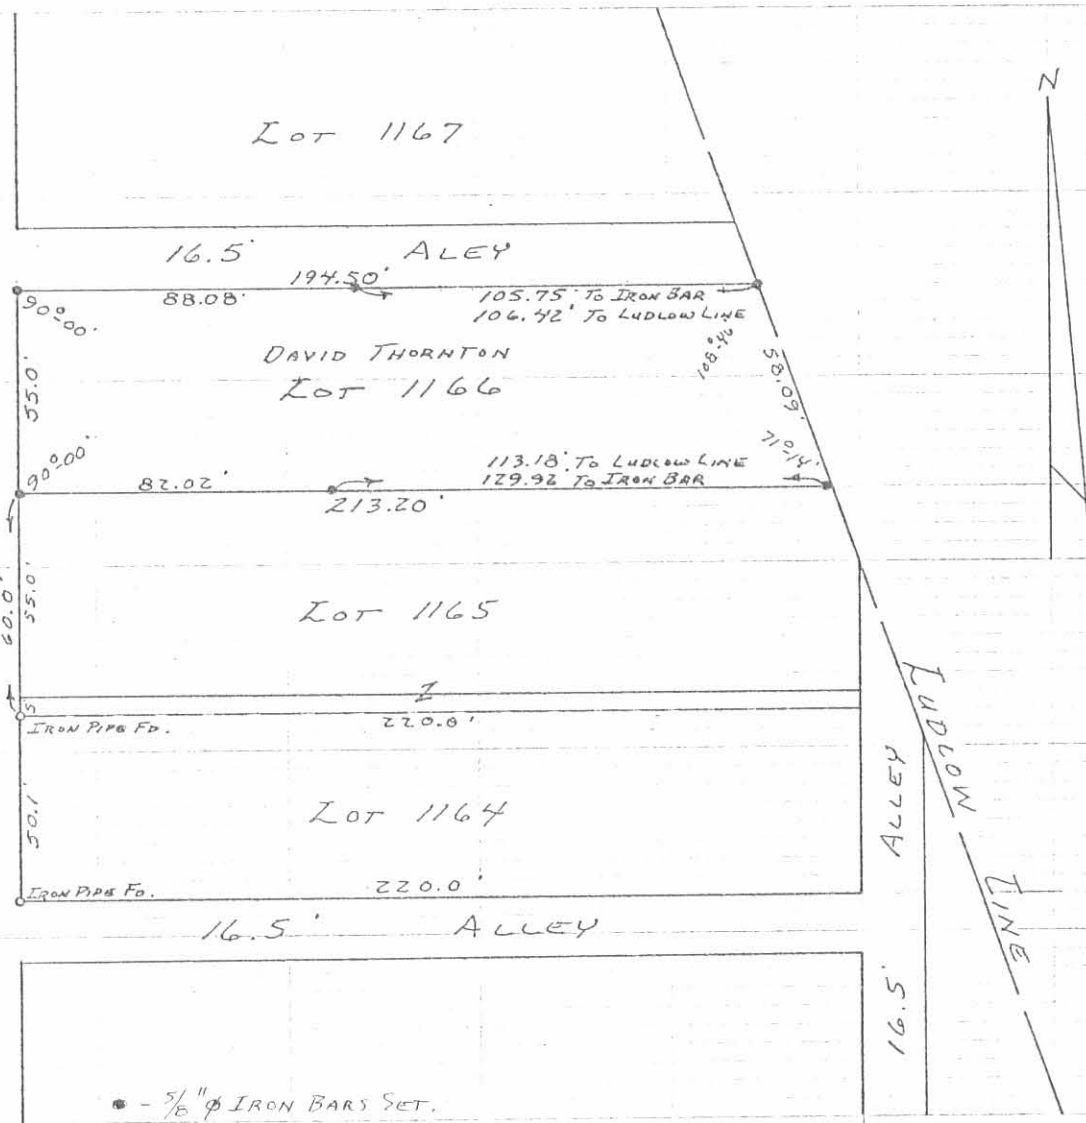 N
LOT 1167
16.5' ALEY
194.50'
88.08'
105.75' TO IRON BAR
106.42' TO LUDLOW LINE
90°-00'
DAVID THORNTON
LOT 1166
55.0'
108°-46'
58.09'
71°-14'
90°-00'
82.02'
113.18' TO LUDLOW LINE
129.92 TO IRON BAR
213.20'
60.0'
55.0'
LOT 1165
Z
5'
IRON PIPE FD.
220.0'
LUDLOW LINE
50.1'
LOT 1164
ALLEY
IRON PIPE FD.
220.0'
16.5' ALLEY
16.5'
- 5/8"φ IRON BARS SET.